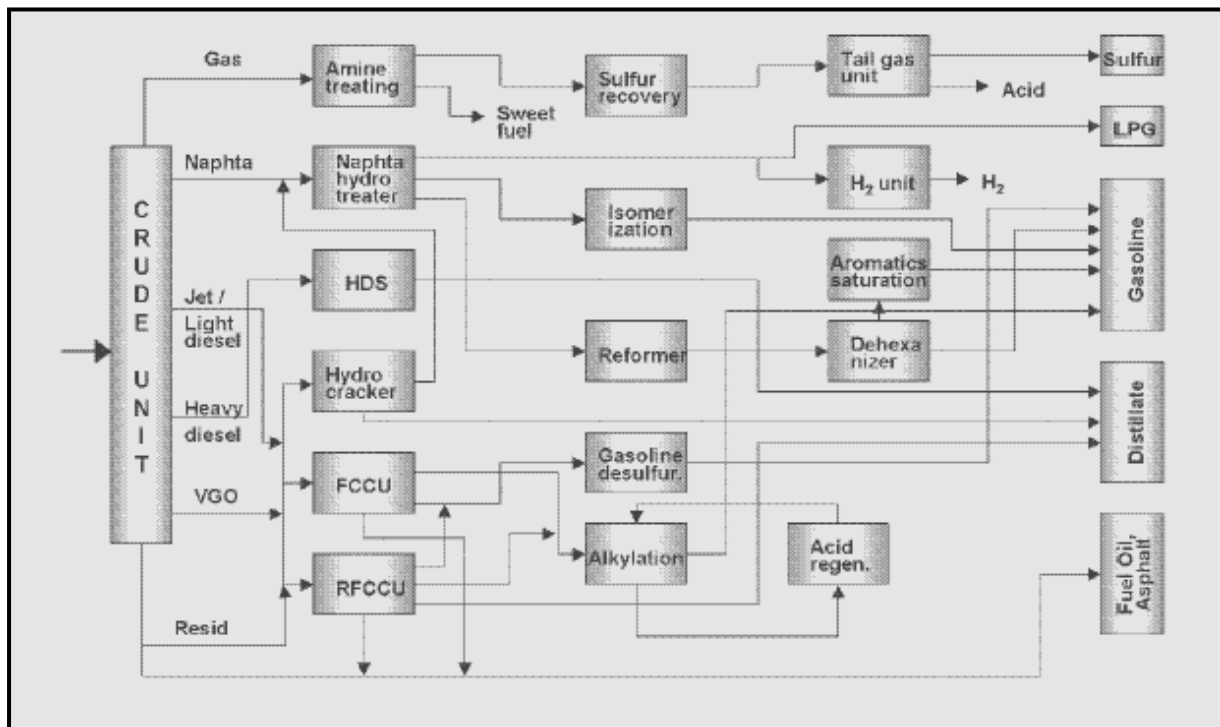 Gas
Amine
treating
Sweet
fuel
Sulfur
recovery
Tail gas
unit
Acid
Sulfur
LPG
CRUDE UNIT
Naphta
Naphta
hydro
treater
H2 unit
H2
Isomer
ization
Gasoline
HDS
Aromatics
saturation
Jet /
Light
diesel
Reformer
Dehexa
nizer
Hydro
cracker
Heavy
diesel
Distillate
Gasoline
desulfur.
FCCU
VGO
Alkylation
Acid
regen.
RFCCU
Fuel Oil,
Asphalt
Resid